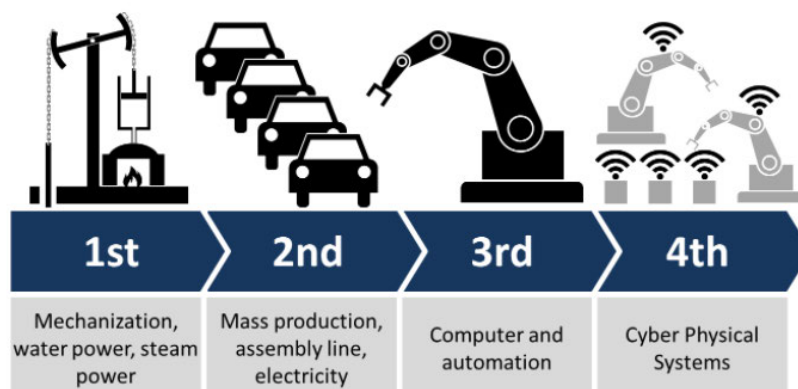 1st
2nd
3rd
4th
Mechanization,
water power, steam
power
Mass production,
assembly line,
electricity
Computer and
automation
Cyber Physical
Systems